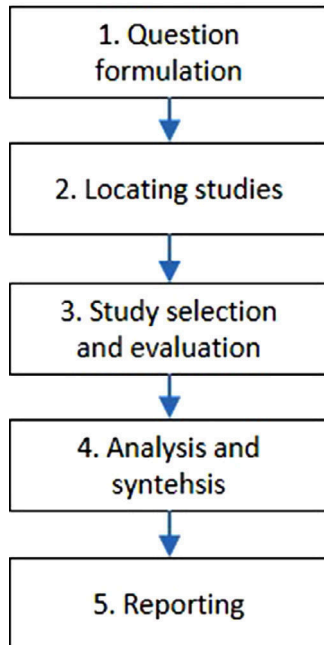 1. Question
formulation
2. Locating studies
3. Study selection
and evaluation
4. Analysis and
syntehsis
5. Reporting